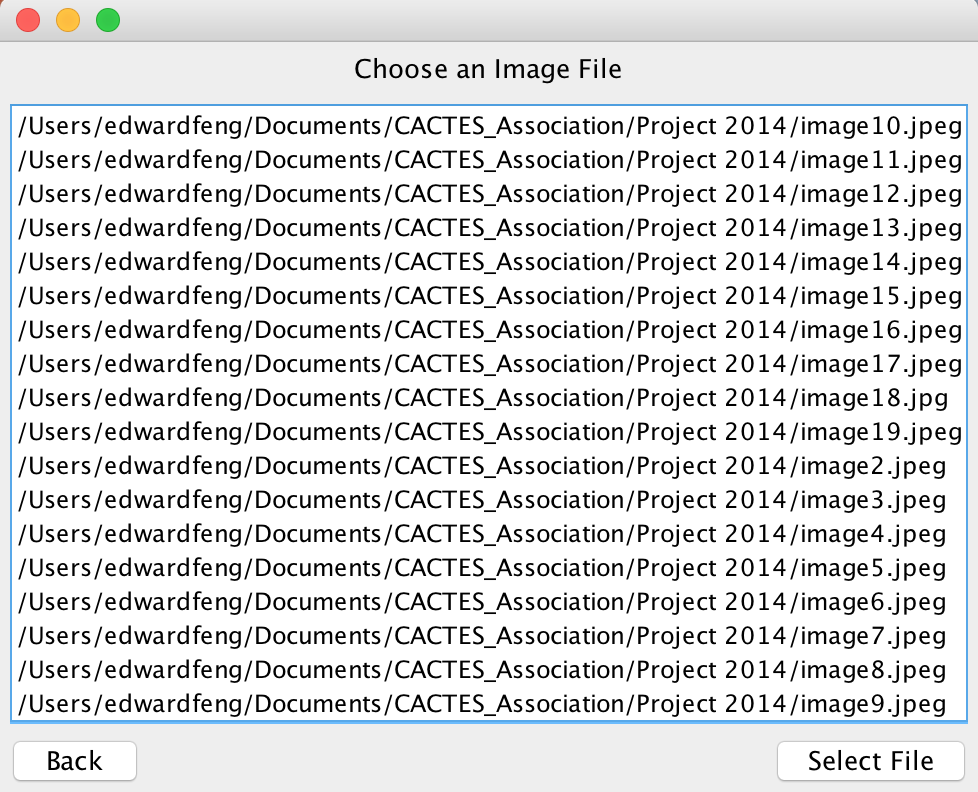 Choose an Image File
/Users/edwardfeng/Documents/CACTES_Association/Project 2014/image10.jpeg
/Users/edwardfeng/Documents/CACTES_Association/Project 2014/image11.jpeg
/Users/edwardfeng/Documents/CACTES_Association/Project 2014/image12.jpeg
/Users/edwardfeng/Documents/CACTES_Association/Project 2014/image13.jpeg
/Users/edwardfeng/Documents/CACTES_Association/Project 2014/image14.jpeg
/Users/edwardfeng/Documents/CACTES_Association/Project 2014/image15.jpeg
/Users/edwardfeng/Documents/CACTES_Association/Project 2014/image16.jpeg
/Users/edwardfeng/Documents/CACTES_Association/Project 2014/image17.jpeg
/Users/edwardfeng/Documents/CACTES_Association/Project 2014/image18.jpg
/Users/edwardfeng/Documents/CACTES_Association/Project 2014/image19.jpeg
/Users/edwardfeng/Documents/CACTES_Association/Project 2014/image2.jpeg
/Users/edwardfeng/Documents/CACTES_Association/Project 2014/image3.jpeg
/Users/edwardfeng/Documents/CACTES_Association/Project 2014/image4.jpeg
/Users/edwardfeng/Documents/CACTES_Association/Project 2014/image5.jpeg
/Users/edwardfeng/Documents/CACTES_Association/Project 2014/image6.jpeg
/Users/edwardfeng/Documents/CACTES_Association/Project 2014/image7.jpeg
/Users/edwardfeng/Documents/CACTES_Association/Project 2014/image8.jpeg
/Users/edwardfeng/Documents/CACTES_Association/Project 2014/image9.jpeg
Back
Select File